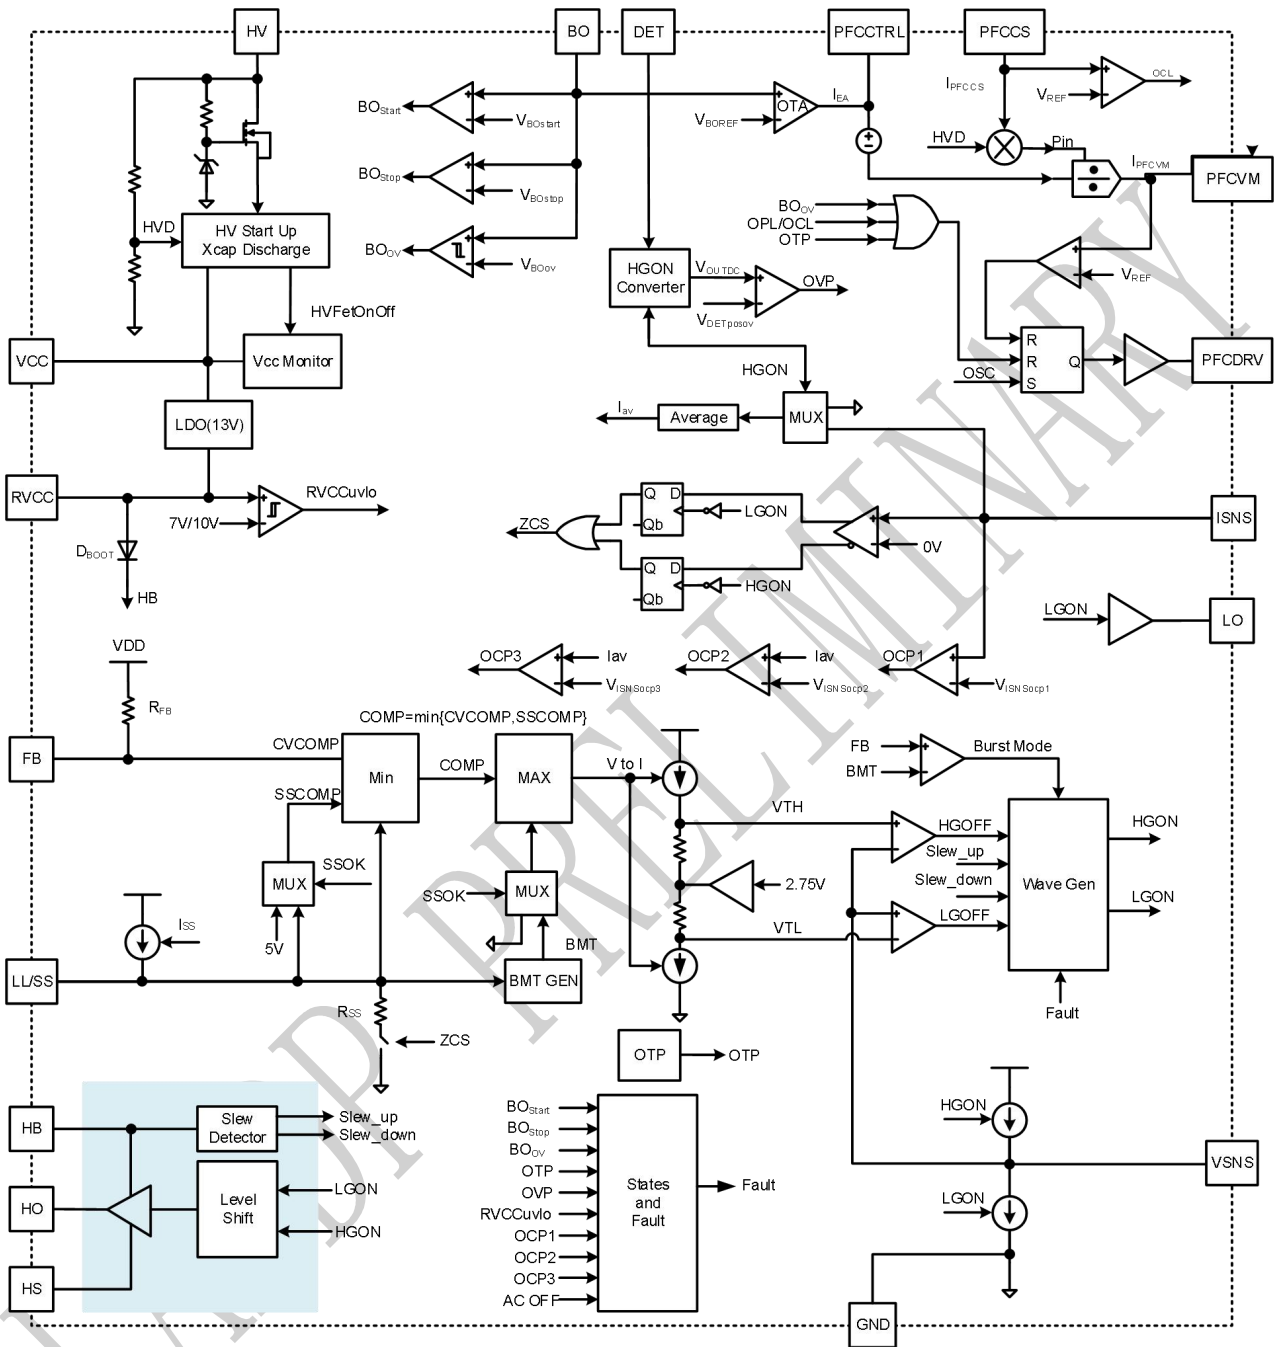 HV
BO
DET
PFCCTRL
PFCCS
BOStart
VBOstart
BOStop
VBOstop
BOOV
VBOov
OTA
VBOREF
IEA
IPFCCS
VREF
OCL
HVD
Pin
IPFCVM
PFCVM
HVD
HV Start Up
Xcap Discharge
HVFetOnOff
Vcc Monitor
VCC
LDO(13V)
RVCC
7V/10V
RVCCuvlo
DBOOT
HB
HGON
Converter
VOUTDC
VDETposov
OVP
BOOV
OPL/OCL
OTP
VREF
R
R
S
Q
OSC
PFCDRV
HGON
MUX
Average
Iav
ZCS
Q
D
Qb
LGON
Q
D
Qb
HGON
0V
ISNS
LGON
LO
OCP3
Iav
VISNSocp3
OCP2
Iav
VISNSocp2
OCP1
VISNSocp1
VDD
RFB
FB
CVCOMP
COMP=min{CVCOMP,SSCOMP}
Min
COMP
MAX
SSCOMP
MUX
SSOK
5V
SSOK
MUX
BMT
BMT GEN
ISS
LL/SS
RSS
ZCS
V to I
VTH
2.75V
VTL
FB
BMT
Burst Mode
HGOFF
Slew_up
Slew_down
LGOFF
Wave Gen
HGON
LGON
Fault
OTP
OTP
HB
Slew
Detector
Slew_up
Slew_down
HO
Level
Shift
LGON
HGON
HS
BOStart
BOStop
BOOV
OTP
OVP
RVCCuvlo
OCP1
OCP2
OCP3
AC OFF
States
and
Fault
Fault
HGON
LGON
VSNS
GND
PRELIMINARY